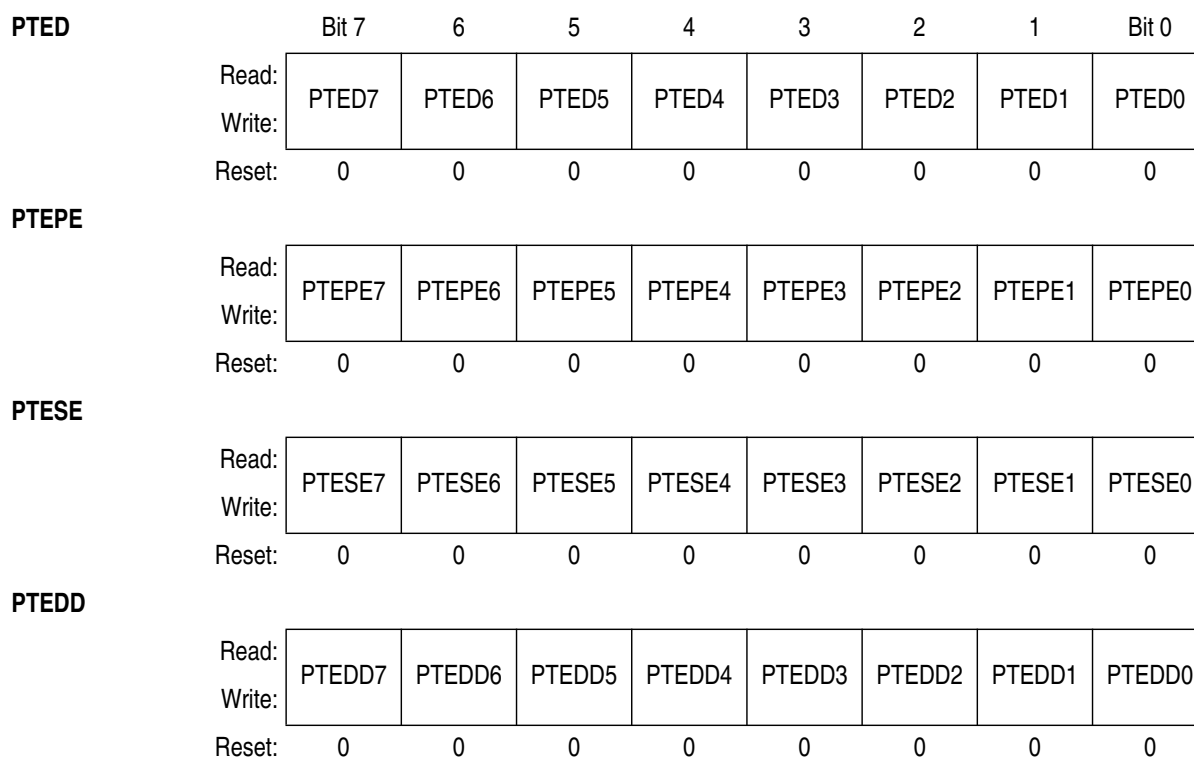 PTED Bit 7 6 5 4 3 2 1 Bit 0
Read:
PTED7 PTED6 PTED5 PTED4 PTED3 PTED2 PTED1 PTED0
Write:
Reset: 0 0 0 0 0 0 0 0
PTEPE
Read:
PTEPE7 PTEPE6 PTEPE5 PTEPE4 PTEPE3 PTEPE2 PTEPE1 PTEPE0
Write:
Reset: 0 0 0 0 0 0 0 0
PTESE
Read:
PTESE7 PTESE6 PTESE5 PTESE4 PTESE3 PTESE2 PTESE1 PTESE0
Write:
Reset: 0 0 0 0 0 0 0 0
PTEDD
Read:
PTEDD7 PTEDD6 PTEDD5 PTEDD4 PTEDD3 PTEDD2 PTEDD1 PTEDD0
Write:
Reset: 0 0 0 0 0 0 0 0